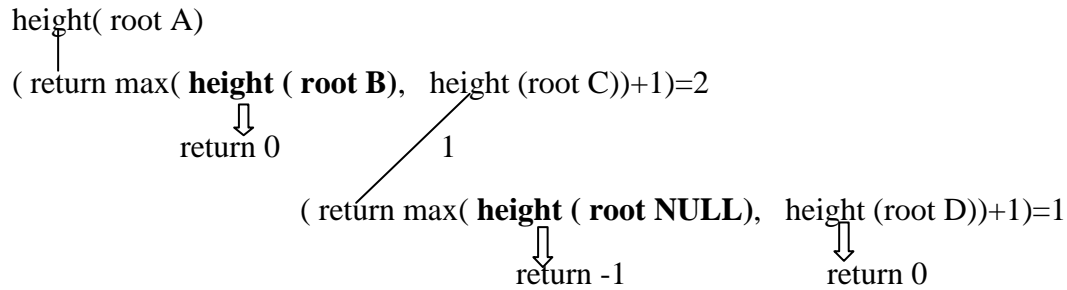 height( root A)
( return max( height ( root B), height (root C))+1)=2
return 0 1
( return max( height ( root NULL), height (root D))+1)=1
return -1 return 0